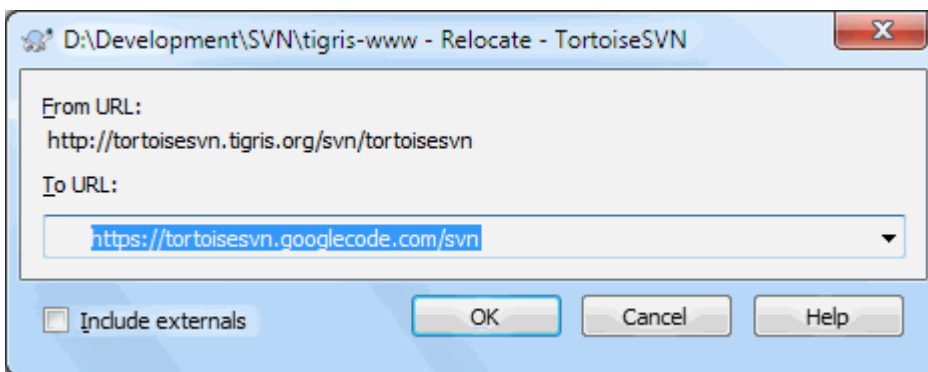 D:\Development\SVN\tigris-www - Relocate - TortoiseSVN
From URL:
http://tortoisesvn.tigris.org/svn/tortoisesvn
To URL:
https://tortoisesvn.googlecode.com/svn
Include externals
OK
Cancel
Help